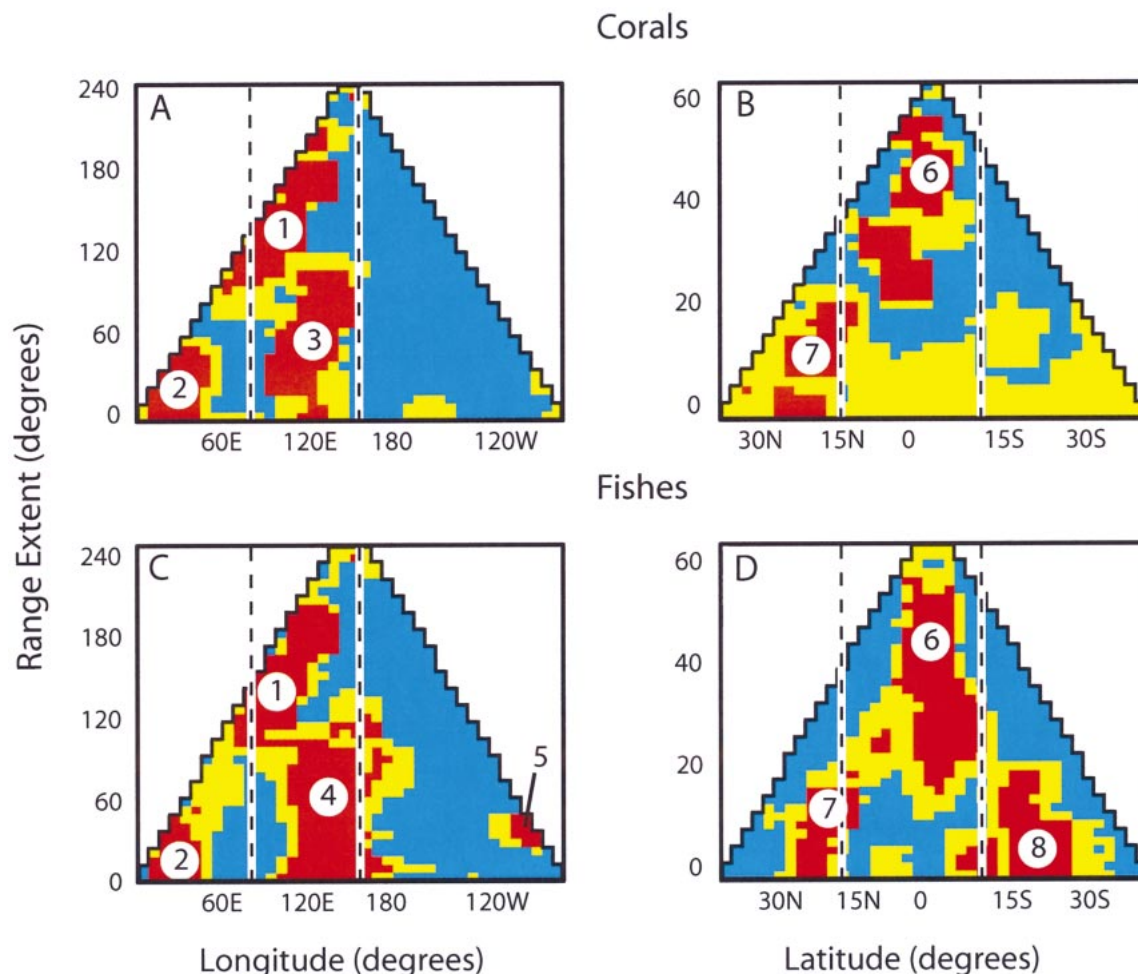 Corals
A
B
240
180
120
60
0
60
40
20
0
1
2
3
6
7
60E 120E 180 120W
30N 15N 0 15S 30S
Range Extent (degrees)
Fishes
C
D
240
180
120
60
0
60
40
20
0
1
2
4
5
6
7
8
60E 120E 180 120W
30N 15N 0 15S 30S
Longitude (degrees)
Latitude (degrees)